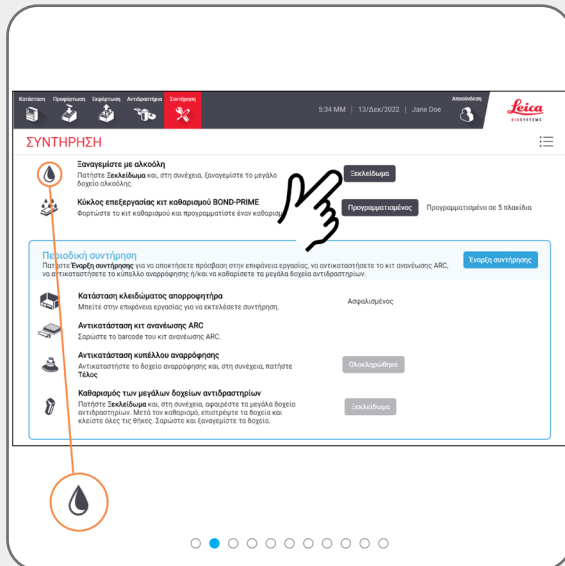 Κατάσταση Προφόρτωση Εκφόρτωση Αντιδραστήρια Συντήρηση
5:34 MM | 13/Δεκ/2022 | Jane Doe
Αποσύνδεση
Leica
BIOSYSTEMS
ΣΥΝΤΗΡΗΣΗ
Ξαναγεμίστε με αλκοόλη
Πατήστε Ξεκλείδωμα και, στη συνέχεια, ξαναγεμίστε το μεγάλο
δοχείο αλκοόλης.
Ξεκλείδωμα
Κύκλος επεξεργασίας κιτ καθαρισμού BOND-PRIME
Φορτώστε το κιτ καθαρισμού και προγραμματίστε έναν
Προγραμματισμένος
Προγραμματισμένο σε 5 πλακίδια
Περιοδική συντήρηση
Πατήστε Έναρξη συντήρησης για να αποκτήσετε πρόσβαση στην επιφάνεια εργασίας, να αντικαταστήσετε το κιτ ανανέωσης ARC,
να αντικαταστήσετε το κύπελλο αναρρόφησης ή/και να καθαρίσετε τα μεγάλα δοχεία αντιδραστηρίων.
Έναρξη συντήρησης
Κατάσταση κλειδώματος απορροφητήρα
Μπείτε στην επιφάνεια εργασίας για να εκτελέσετε συντήρηση.
Ασφαλισμένος
Αντικατάσταση κιτ ανανέωσης ARC
Σαρώστε το barcode του κιτ ανανέωσης ARC.
Αντικατάσταση κυπέλλου αναρρόφησης
Αντικαταστήστε το δοχείο αναρρόφησης και, στη συνέχεια, πατήστε
Τέλος
Ολοκληρώθηκε
Καθαρισμός των μεγάλων δοχείων αντιδραστηρίων
Πατήστε Ξεκλείδωμα και, στη συνέχεια, αφαιρέστε τα μεγάλα δοχεία
αντιδραστηρίων. Μετά τον καθαρισμό, επιστρέψτε τα δοχεία και
κλείστε όλες τις θήκες. Σαρώστε και ξαναγεμίστε τα δοχεία.
Ξεκλείδωμα